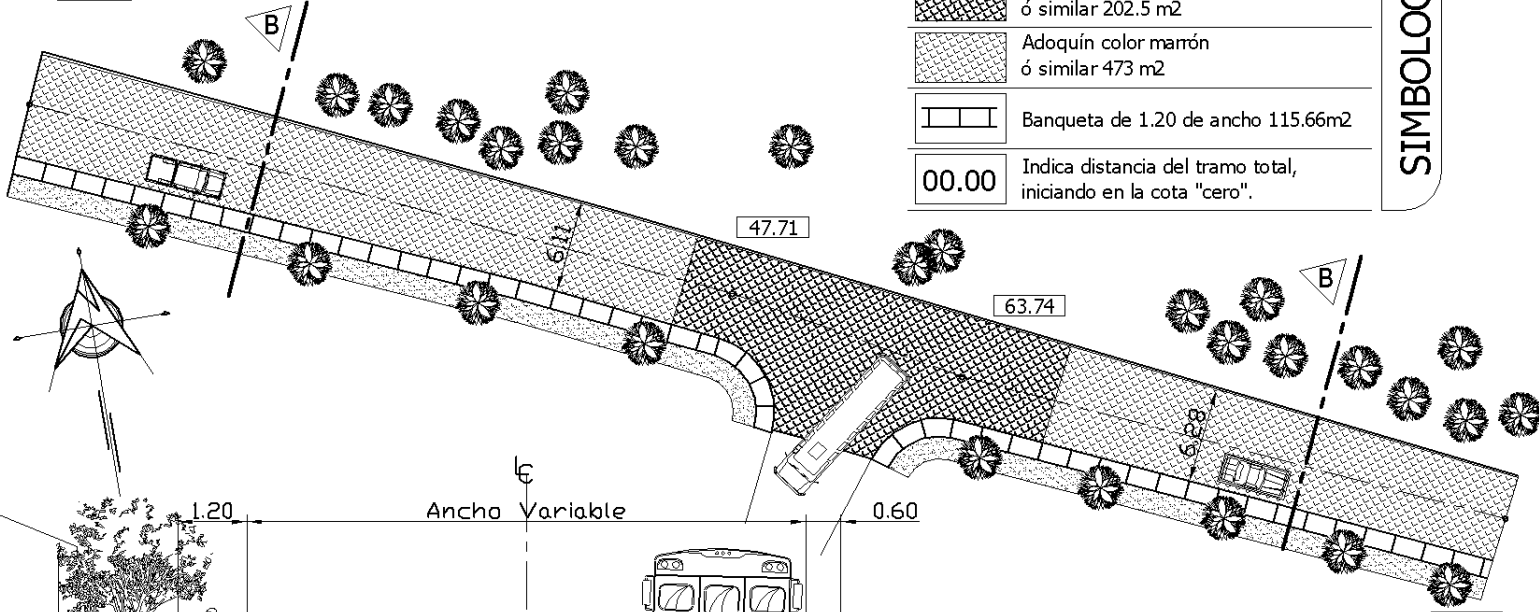 B
ó similar 202.5 m2
Adoquín color marrón
ó similar 473 m2
Banqueta de 1.20 de ancho 115.66m2
00.00
Indica distancia del tramo total,
iniciando en la cota "cero".
6.11
47.71
63.74
B
6.28
1.20
Ancho Variable
0.60